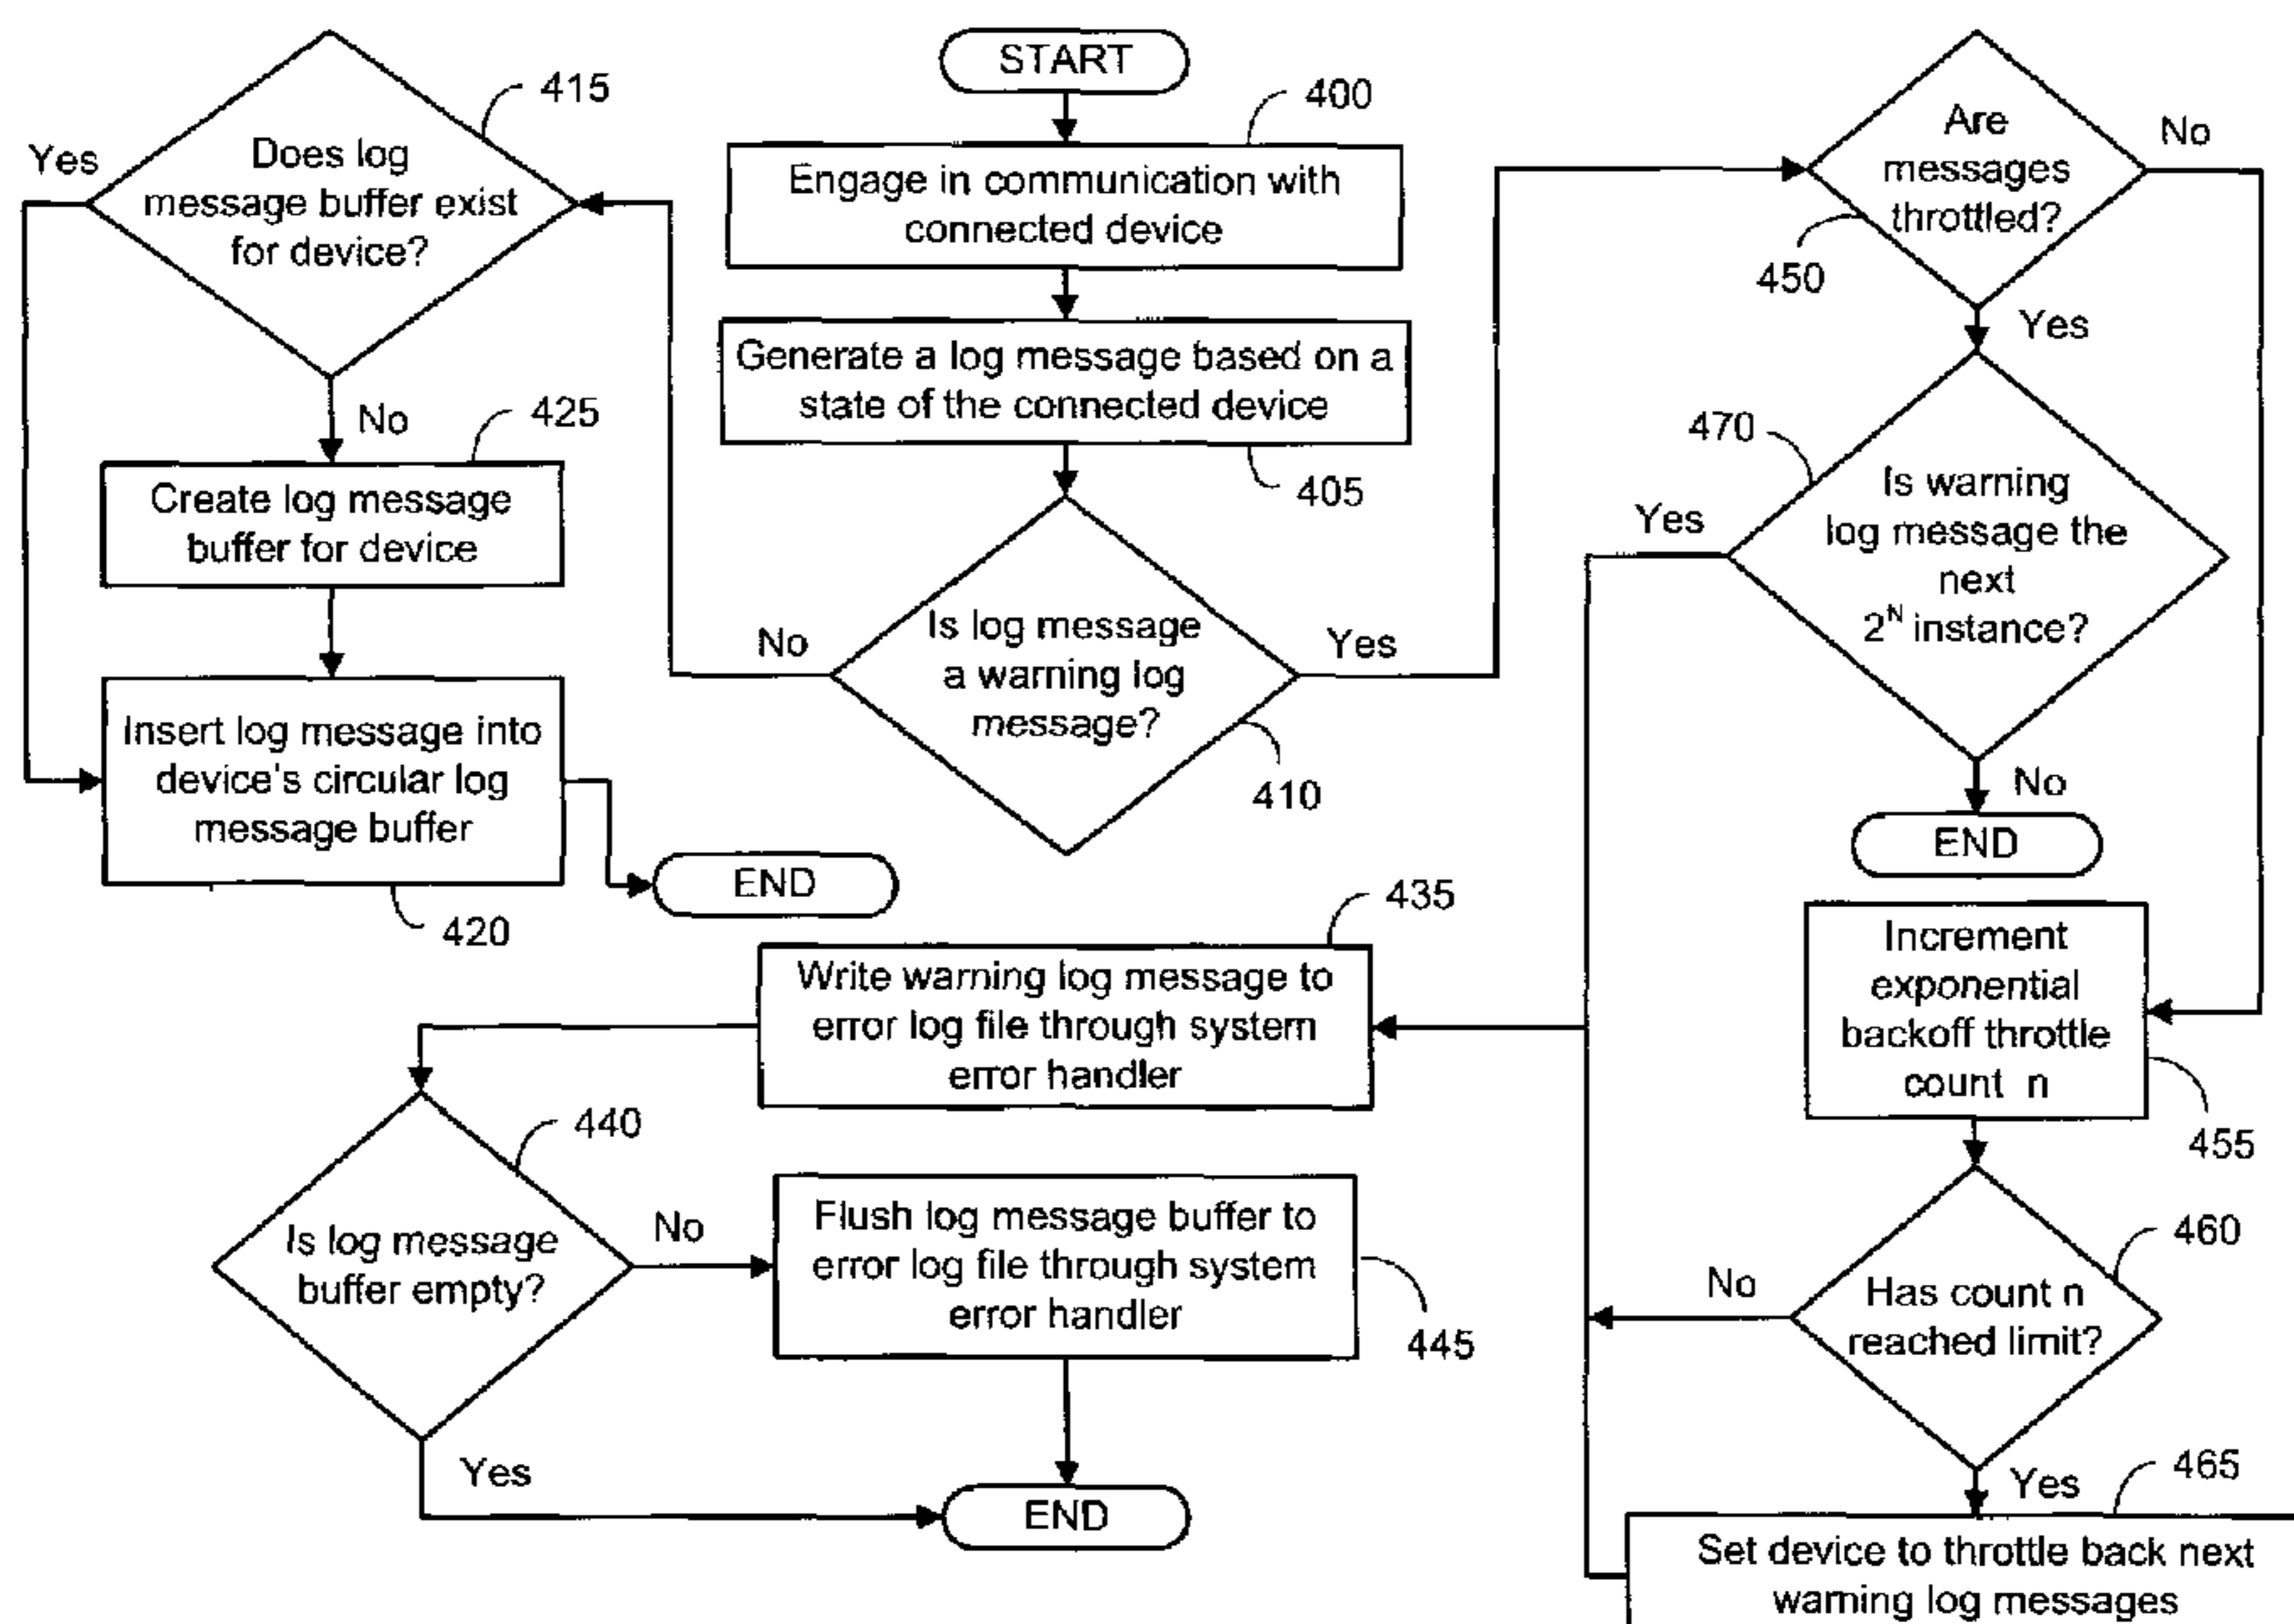 START
400
Engage in communication with
connected device
Generate a log message based on a
state of the connected device
405
Is log message
a warning log
message?
410
No
Yes
415
Does log
message buffer exist
for device?
Yes
No
425
Create log message
buffer for device
Insert log message into
device's circular log
message buffer
420
END
Are
messages
throttled?
450
No
Yes
470
Is warning
log message the
next
2^N instance?
Yes
No
END
Increment
exponential
backoff throttle
count n
455
Has count n
reached limit?
460
No
Yes
465
Set device to throttle back next
warning log messages
435
Write warning log message to
error log file through system
error handler
440
Is log message
buffer empty?
No
Yes
Flush log message buffer to
error log file through system
error handler
445
END